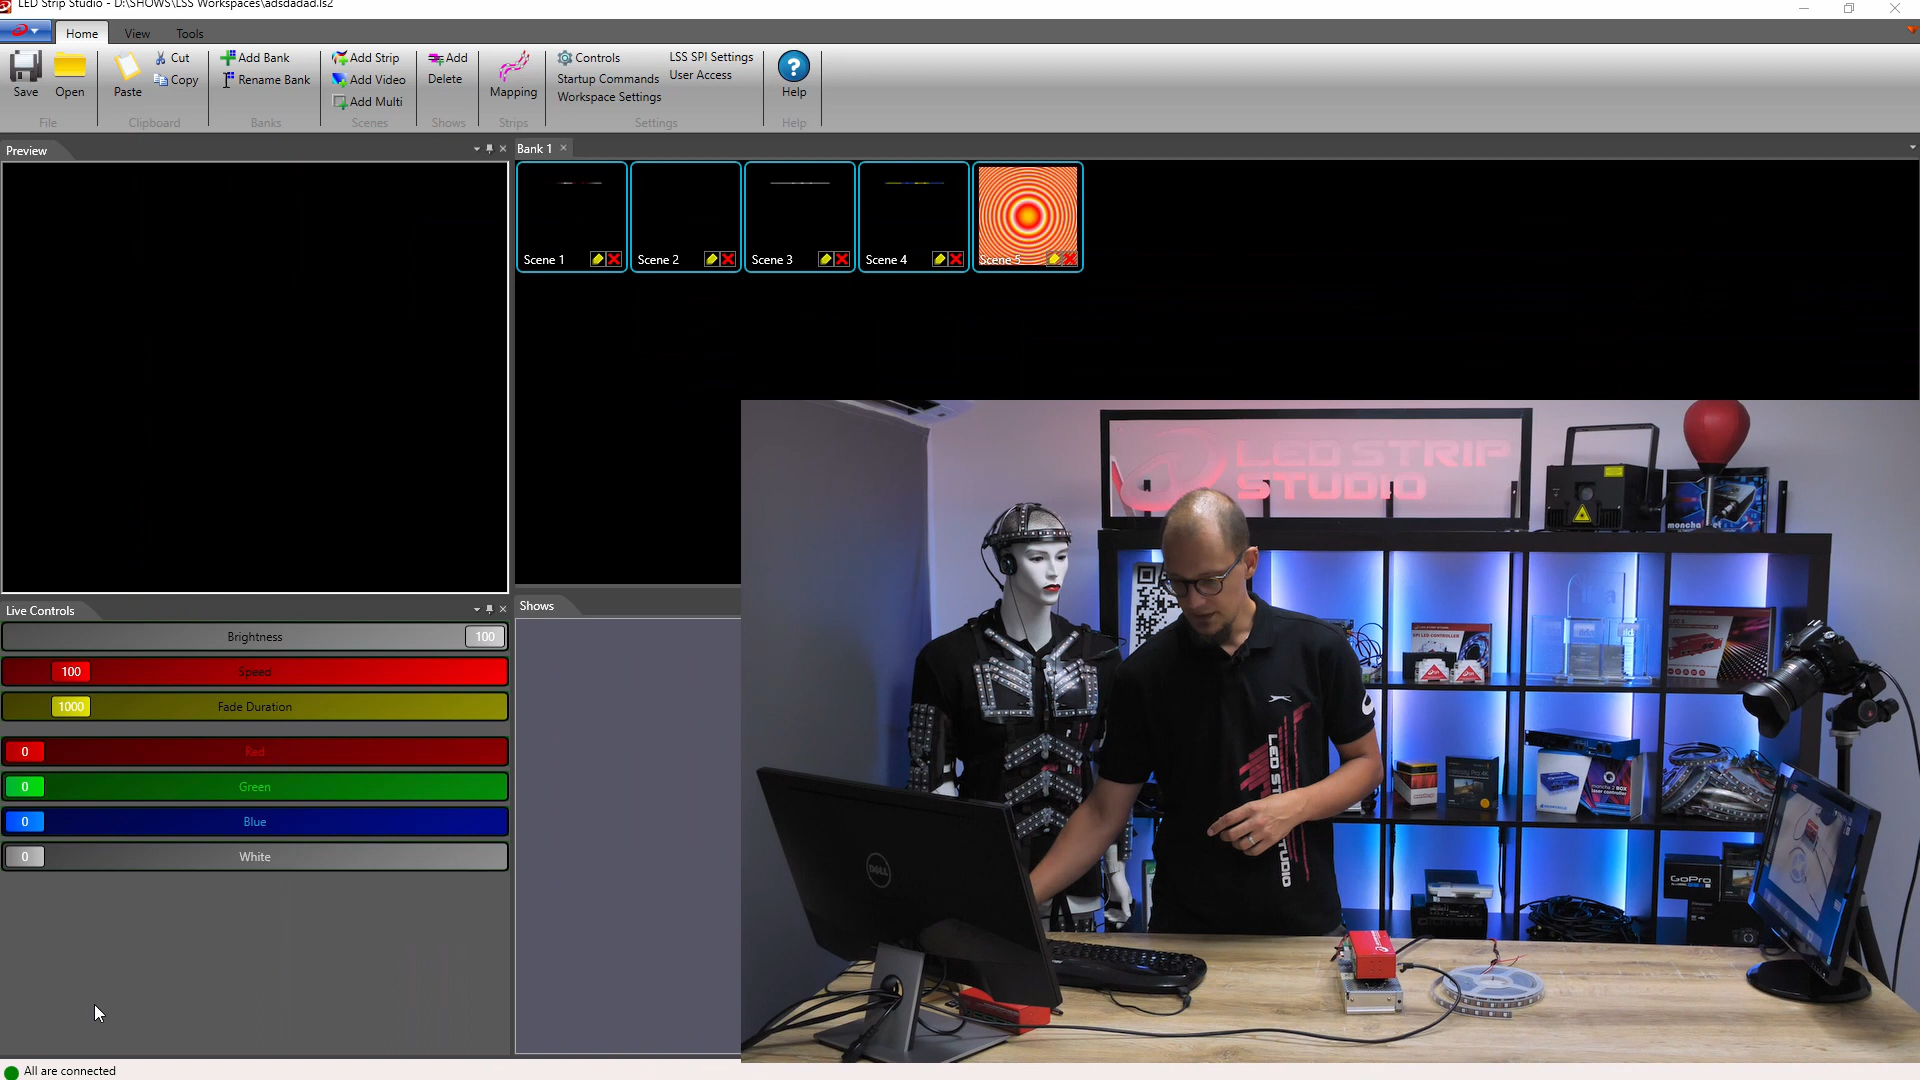 LED Strip Studio - D:\SHOWS\LSS Workspaces\adsdadad.ls2
Home View Tools
Save Open Paste Cut Copy
Add Bank
Rename Bank
Add Strip
Add Video
Add Multi
Add
Delete
Mapping
Controls
Startup Commands
Workspace Settings
LSS SPI Settings
User Access
Help
File Clipboard Banks Scenes Shows Strips Settings Help
Preview
Bank 1
Scene 1 Scene 2 Scene 3 Scene 4 Scene 5
Live Controls
Brightness 100
100 Speed
1000 Fade Duration
0 Red
0 Green
0 Blue
0 White
Shows
LED STRIP
STUDIO
DELL
GoPro
All are connected